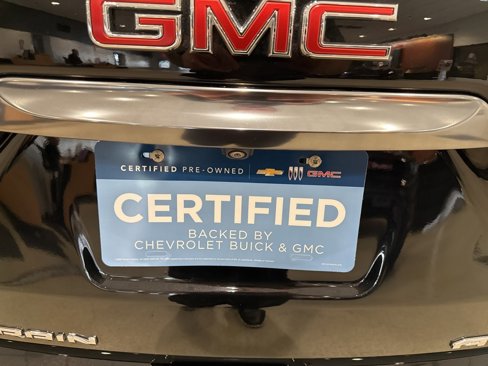 GMC
CERTIFIED PRE-OWNED GMC
CERTIFIED
BACKED BY
CHEVROLET BUICK & GMC